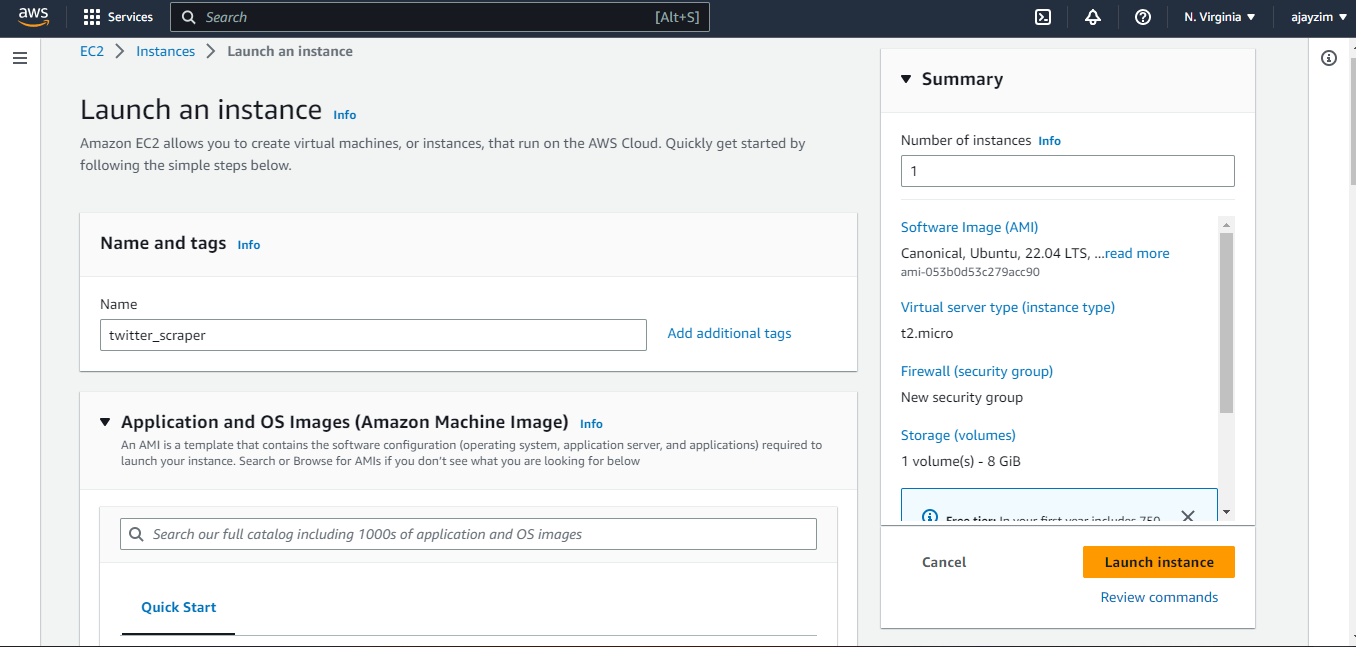 aws
Services
Search
[Alt+S]
N. Virginia
ajayzim
EC2
Instances
Launch an instance
Launch an instance Info
Amazon EC2 allows you to create virtual machines, or instances, that run on the AWS Cloud. Quickly get started by
following the simple steps below.
Name and tags Info
Name
twitter_scraper
Add additional tags
Application and OS Images (Amazon Machine Image) Info
An AMI is a template that contains the software configuration (operating system, application server, and applications) required to
launch your instance. Search or Browse for AMIs if you don't see what you are looking for below
Search our full catalog including 1000s of application and OS images
Quick Start
Summary
Number of instances Info
1
Software Image (AMI)
Canonical, Ubuntu, 22.04 LTS, ...read more
ami-053b0d53c279acc90
Virtual server type (instance type)
t2.micro
Firewall (security group)
New security group
Storage (volumes)
1 volume(s) - 8 GiB
Free tier: In your first year includes 750
Cancel
Launch instance
Review commands